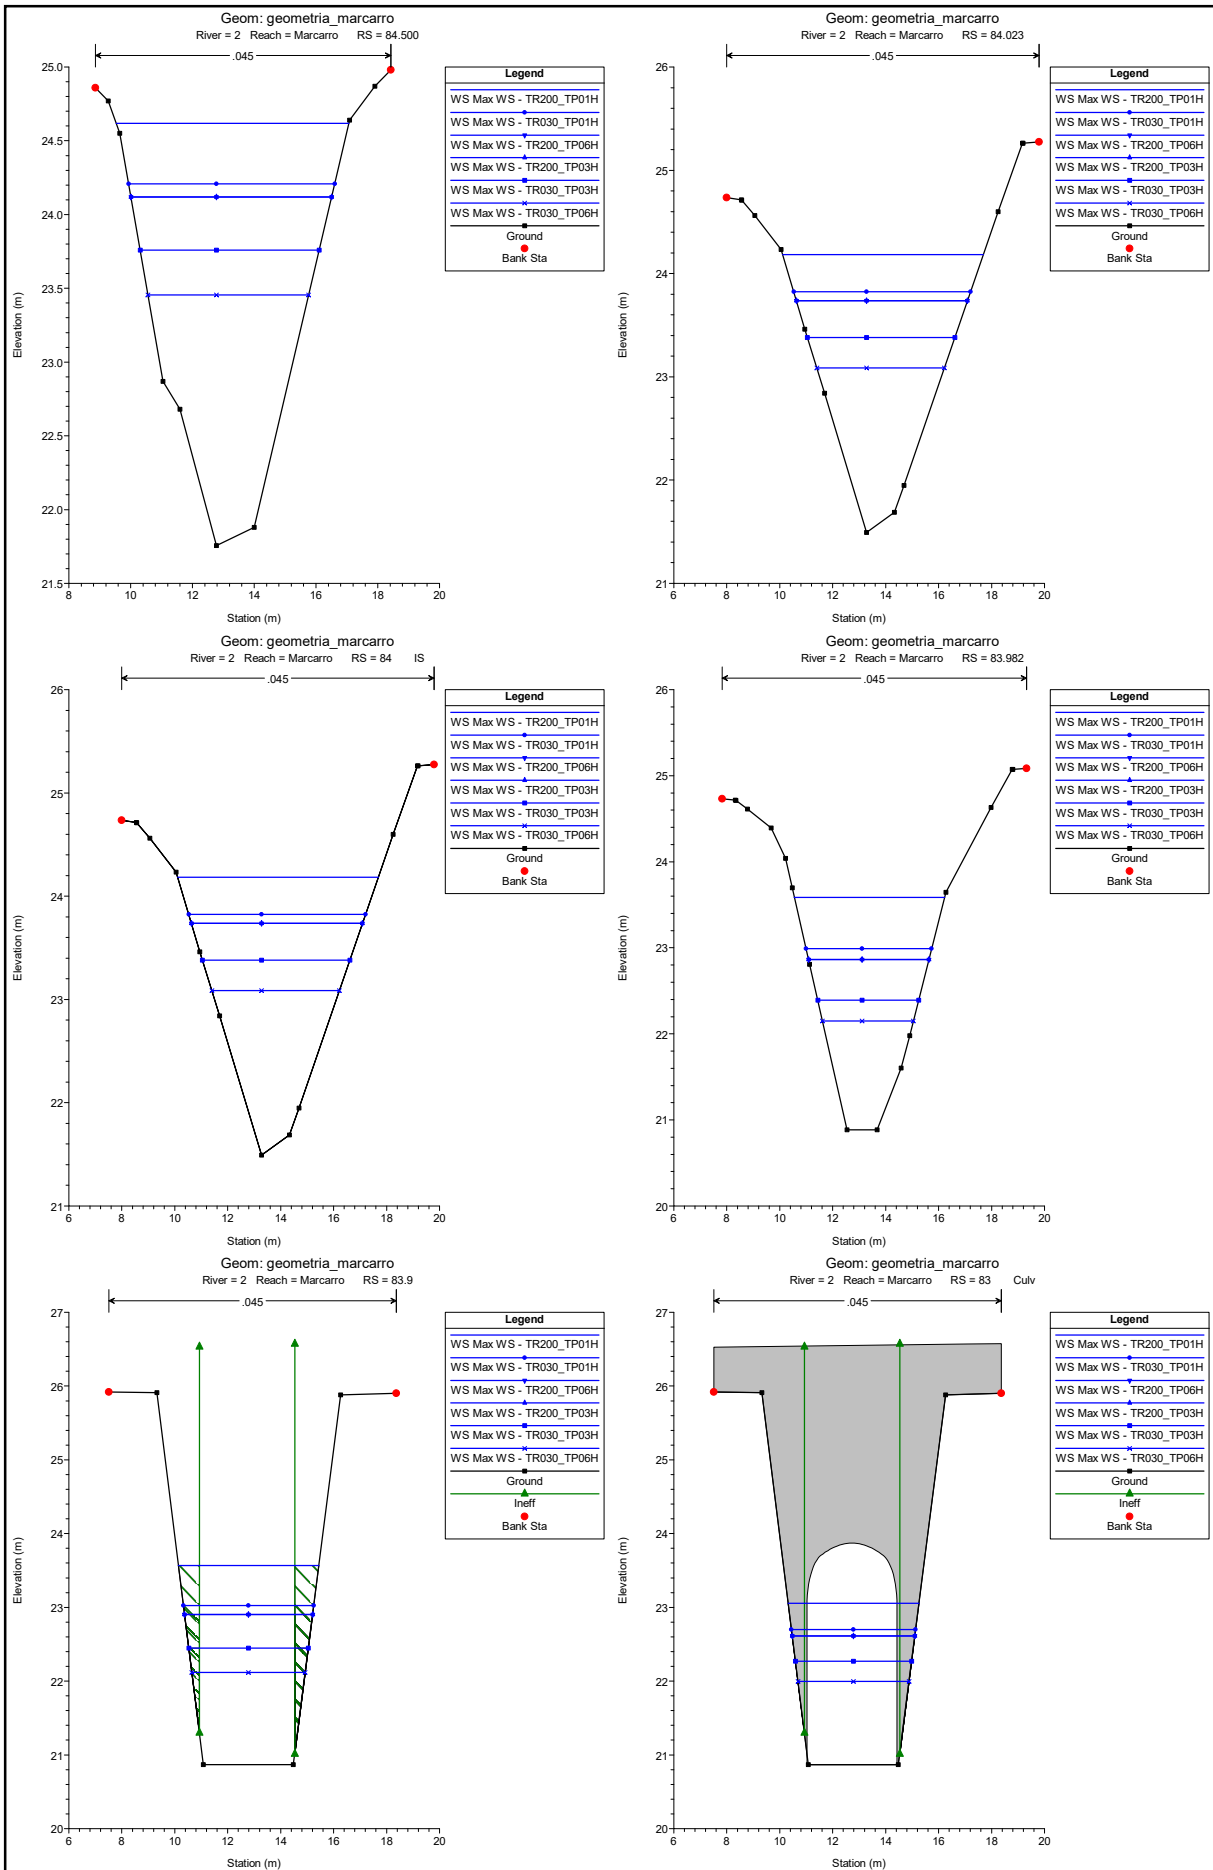 Geom: geometria_marcarro
River = 2 Reach = Marcarro RS = 84.500
.045
25.0
24.5
24.0
23.5
23.0
22.5
22.0
21.5
Elevation (m)
8 10 12 14 16 18 20
Station (m)
Legend
WS Max WS - TR200_TP01H
WS Max WS - TR030_TP01H
WS Max WS - TR200_TP06H
WS Max WS - TR200_TP03H
WS Max WS - TR030_TP03H
WS Max WS - TR030_TP06H
Ground
Bank Sta
Geom: geometria_marcarro
River = 2 Reach = Marcarro RS = 84.023
.045
26
25
24
23
22
21
Elevation (m)
6 8 10 12 14 16 18 20
Station (m)
Legend
WS Max WS - TR200_TP01H
WS Max WS - TR030_TP01H
WS Max WS - TR200_TP06H
WS Max WS - TR200_TP03H
WS Max WS - TR030_TP03H
WS Max WS - TR030_TP06H
Ground
Bank Sta
Geom: geometria_marcarro
River = 2 Reach = Marcarro RS = 84 IS
.045
26
25
24
23
22
21
Elevation (m)
6 8 10 12 14 16 18 20
Station (m)
Legend
WS Max WS - TR200_TP01H
WS Max WS - TR030_TP01H
WS Max WS - TR200_TP06H
WS Max WS - TR200_TP03H
WS Max WS - TR030_TP03H
WS Max WS - TR030_TP06H
Ground
Bank Sta
Geom: geometria_marcarro
River = 2 Reach = Marcarro RS = 83.982
.045
26
25
24
23
22
21
20
Elevation (m)
6 8 10 12 14 16 18 20
Station (m)
Legend
WS Max WS - TR200_TP01H
WS Max WS - TR030_TP01H
WS Max WS - TR200_TP06H
WS Max WS - TR200_TP03H
WS Max WS - TR030_TP03H
WS Max WS - TR030_TP06H
Ground
Bank Sta
Geom: geometria_marcarro
River = 2 Reach = Marcarro RS = 83.9
.045
27
26
25
24
23
22
21
20
Elevation (m)
6 8 10 12 14 16 18 20
Station (m)
Legend
WS Max WS - TR200_TP01H
WS Max WS - TR030_TP01H
WS Max WS - TR200_TP06H
WS Max WS - TR200_TP03H
WS Max WS - TR030_TP03H
WS Max WS - TR030_TP06H
Ground
Ineff
Bank Sta
Geom: geometria_marcarro
River = 2 Reach = Marcarro RS = 83 Culv
.045
27
26
25
24
23
22
21
20
Elevation (m)
6 8 10 12 14 16 18 20
Station (m)
Legend
WS Max WS - TR200_TP01H
WS Max WS - TR030_TP01H
WS Max WS - TR200_TP06H
WS Max WS - TR200_TP03H
WS Max WS - TR030_TP03H
WS Max WS - TR030_TP06H
Ground
Ineff
Bank Sta